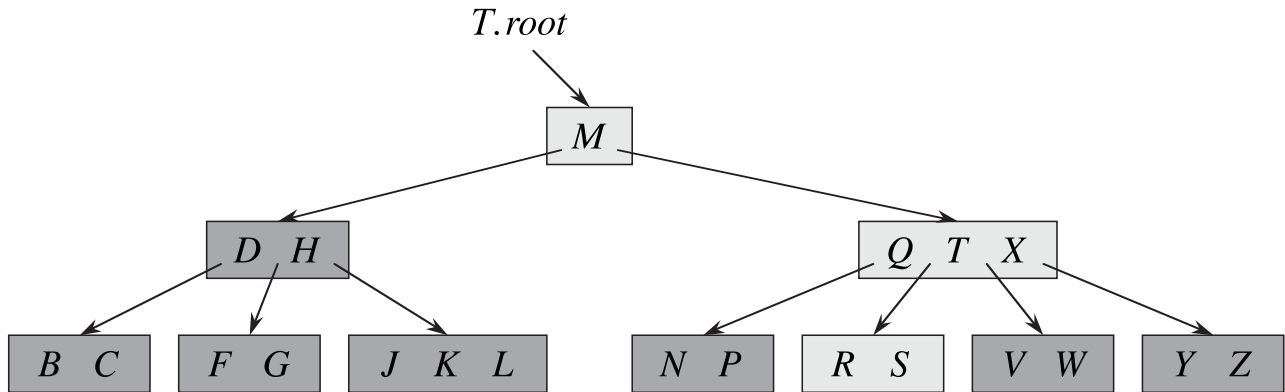 T.root
M
D H
Q T X
B C
F G
J K L
N P
R S
V W
Y Z